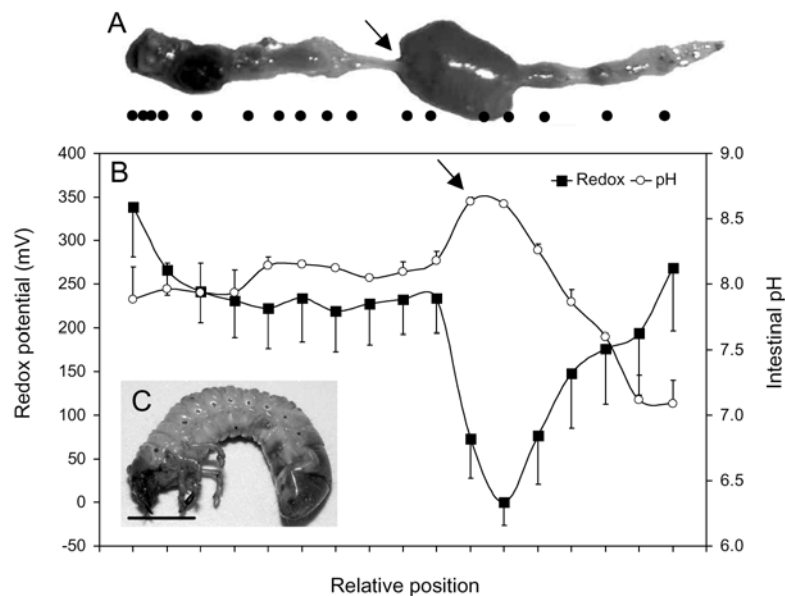 A
B
Redox pH
400
350
300
250
200
150
100
50
0
-50
Redox potential (mV)
9.0
8.5
8.0
7.5
7.0
6.5
6.0
Intestinal pH
C
Relative position